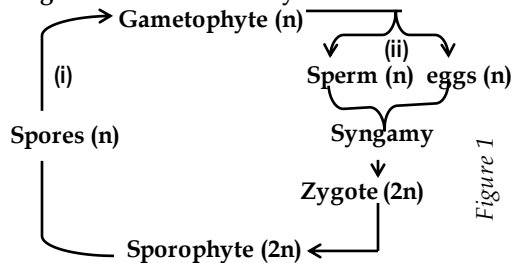 Gametophyte (n)
(i)
(ii)
Sperm (n) eggs (n)
Spores (n)
Syngamy
Zygote (2n)
Sporophyte (2n)
Figure 1